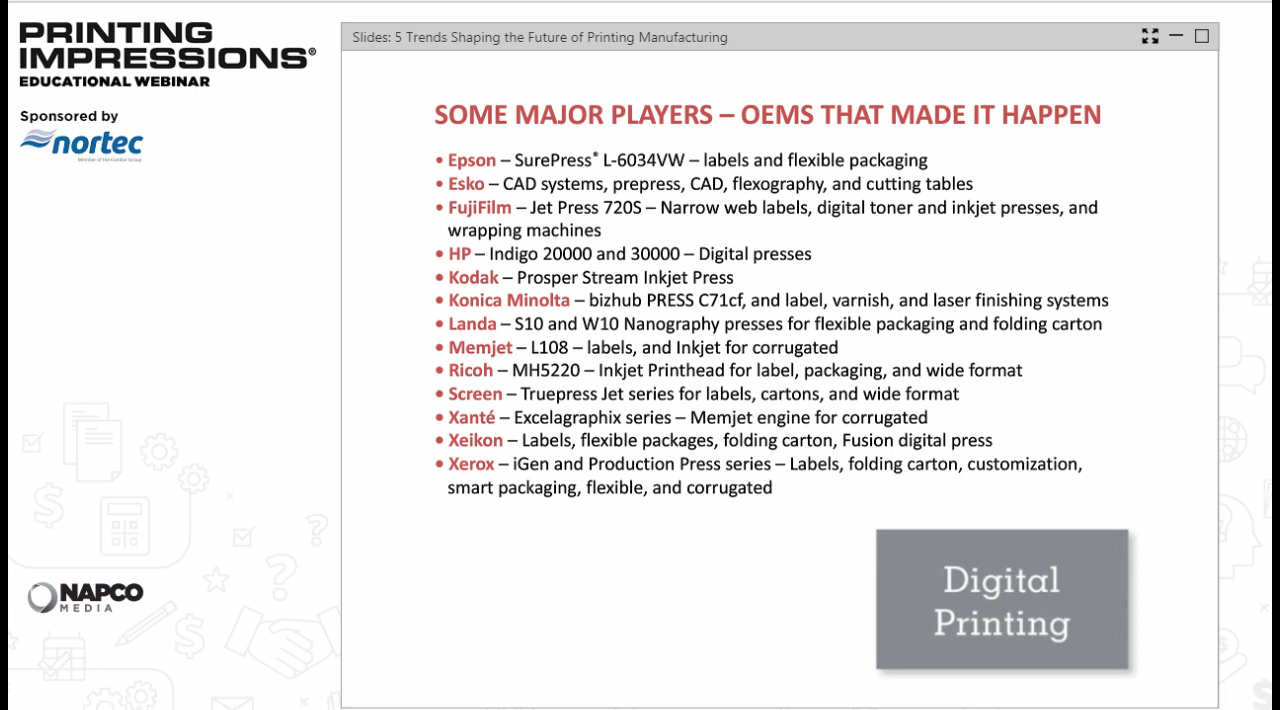 PRINTING
IMPRESSIONS®
EDUCATIONAL WEBINAR
Sponsored by
nortec
Member of the Condair Group
NAPCO
MEDIA
Slides: 5 Trends Shaping the Future of Printing Manufacturing
SOME MAJOR PLAYERS – OEMS THAT MADE IT HAPPEN
• Epson – SurePress® L-6034VW – labels and flexible packaging
• Esko – CAD systems, prepress, CAD, flexography, and cutting tables
• FujiFilm – Jet Press 720S – Narrow web labels, digital toner and inkjet presses, and
wrapping machines
• HP – Indigo 20000 and 30000 – Digital presses
• Kodak – Prosper Stream Inkjet Press
• Konica Minolta – bizhub PRESS C71cf, and label, varnish, and laser finishing systems
• Landa – S10 and W10 Nanography presses for flexible packaging and folding carton
• Memjet – L108 – labels, and Inkjet for corrugated
• Ricoh – MH5220 – Inkjet Printhead for label, packaging, and wide format
• Screen – Truepress Jet series for labels, cartons, and wide format
• Xanté – Excelagraphix series – Memjet engine for corrugated
• Xeikon – Labels, flexible packages, folding carton, Fusion digital press
• Xerox – iGen and Production Press series – Labels, folding carton, customization,
smart packaging, flexible, and corrugated
Digital
Printing